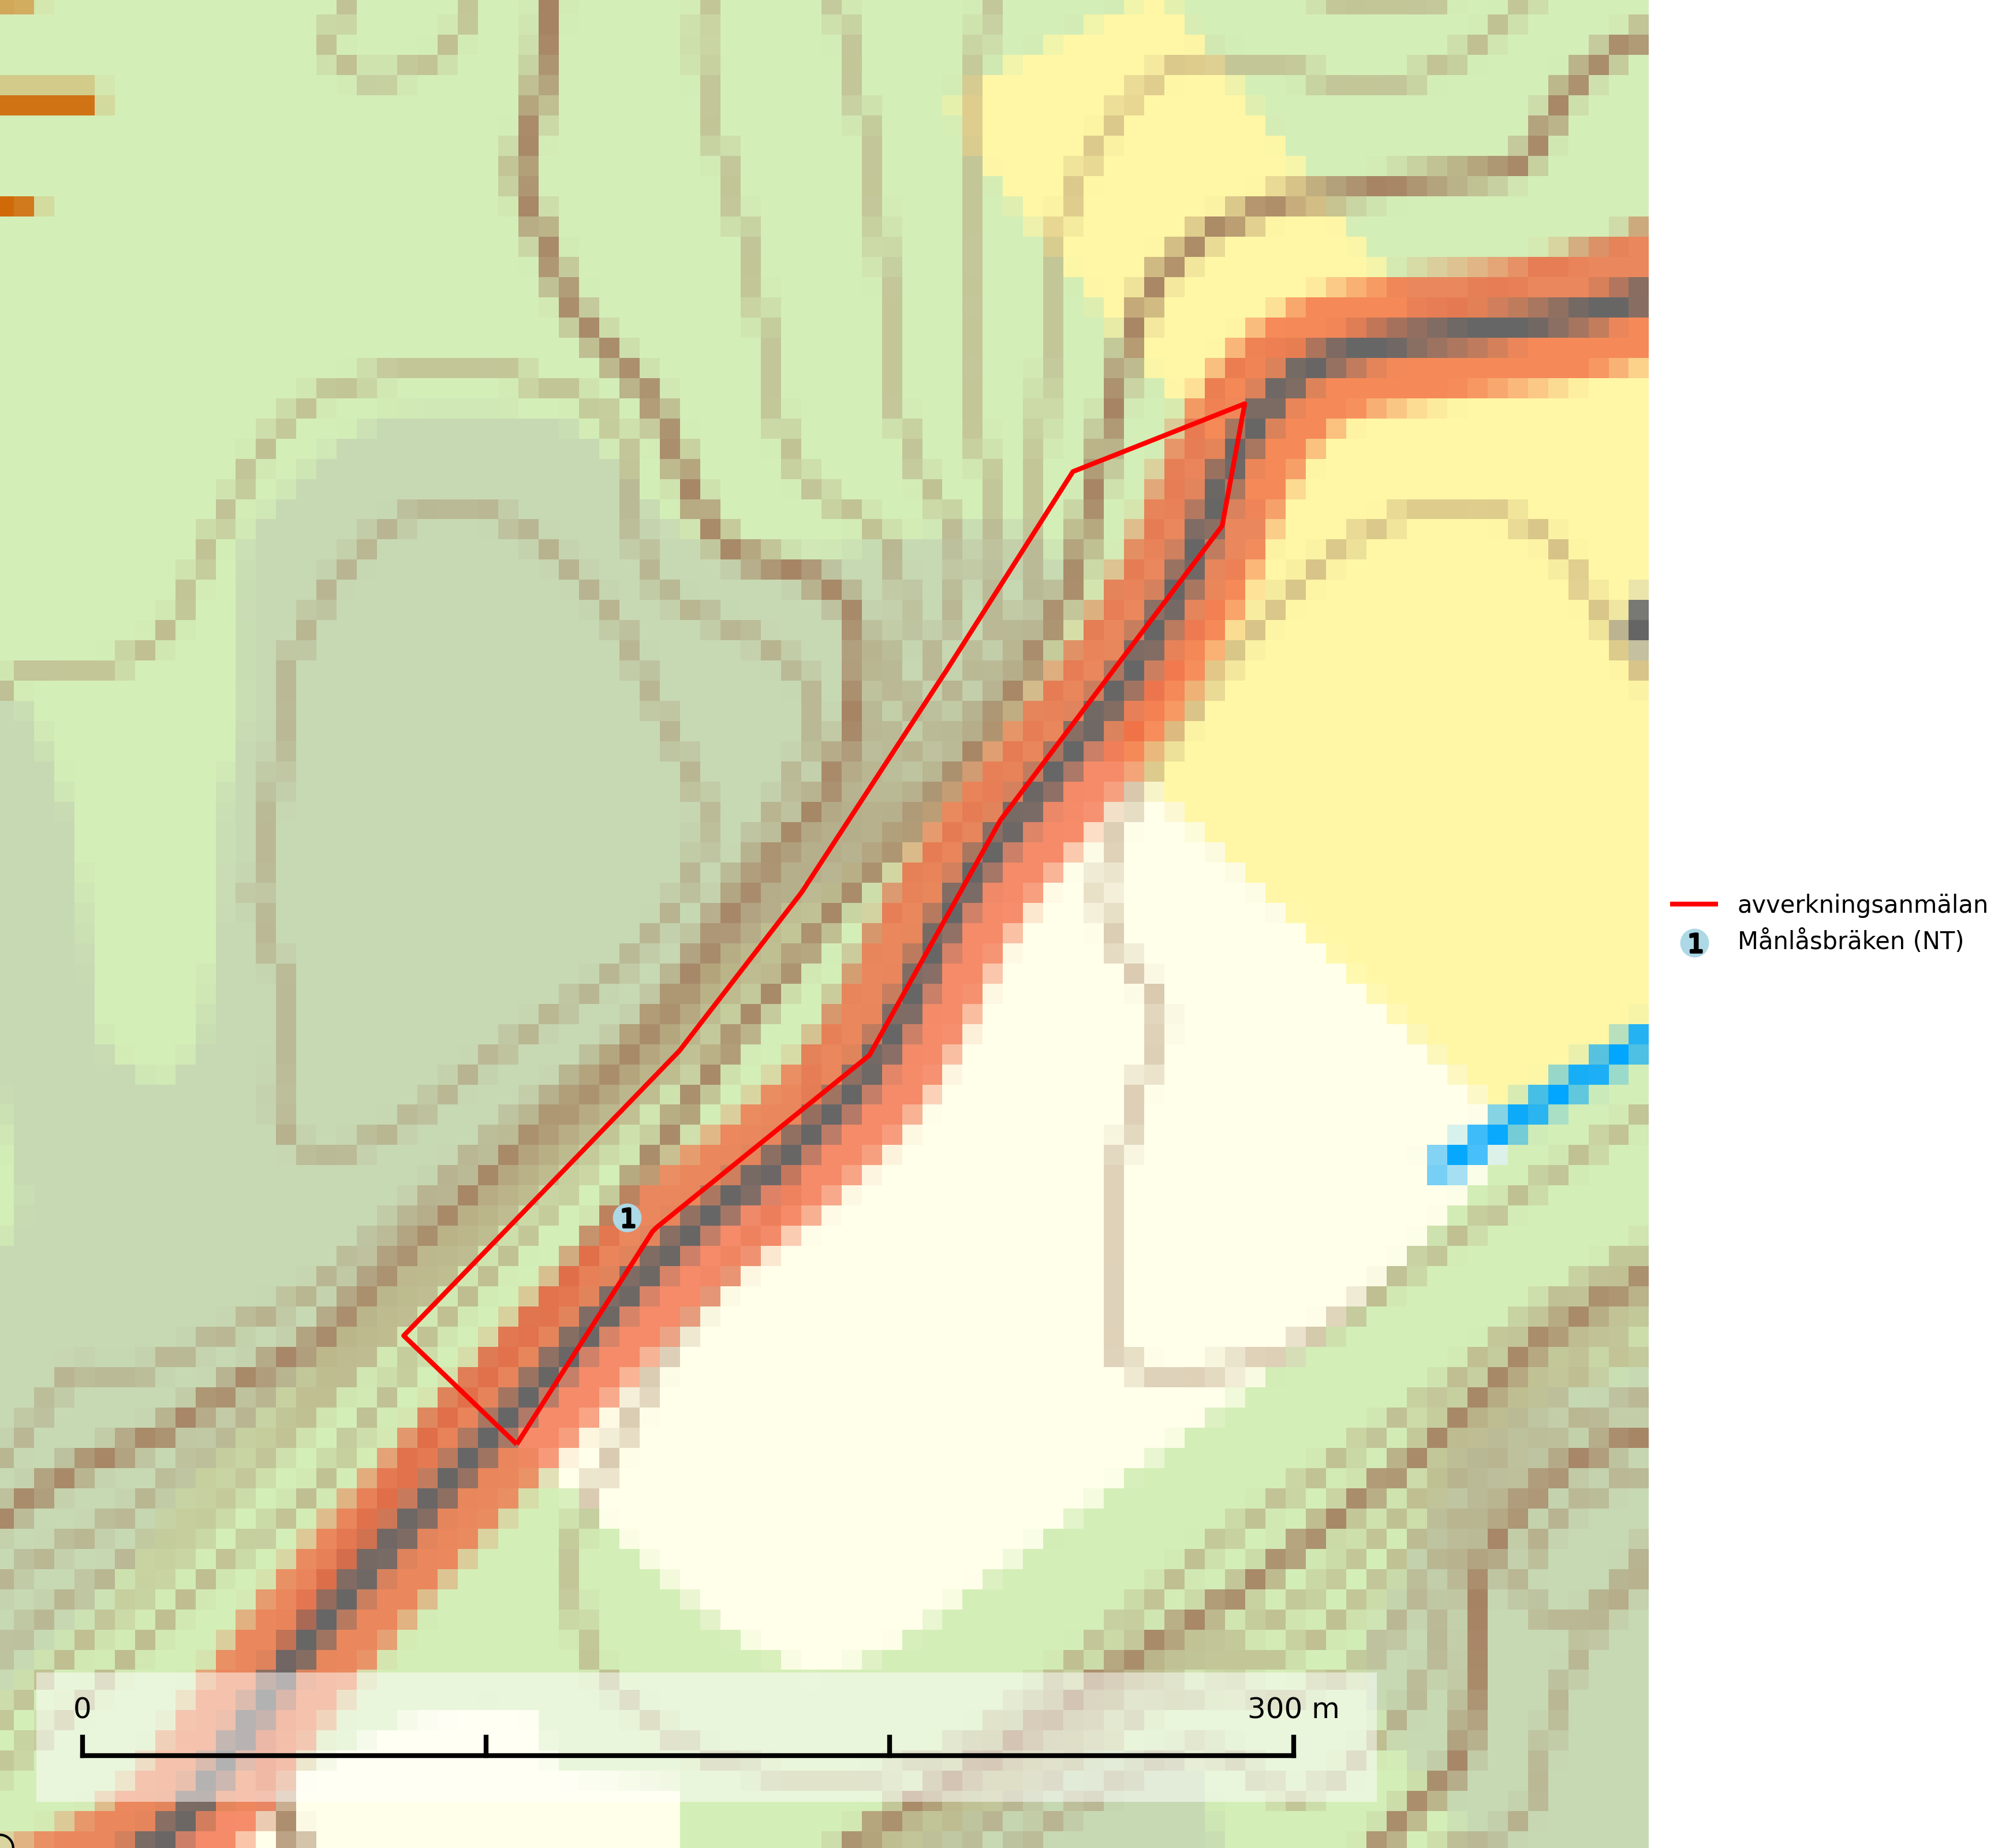 avverkningsanmälan
1 Månlåsbräken (NT)
1
0 300 m